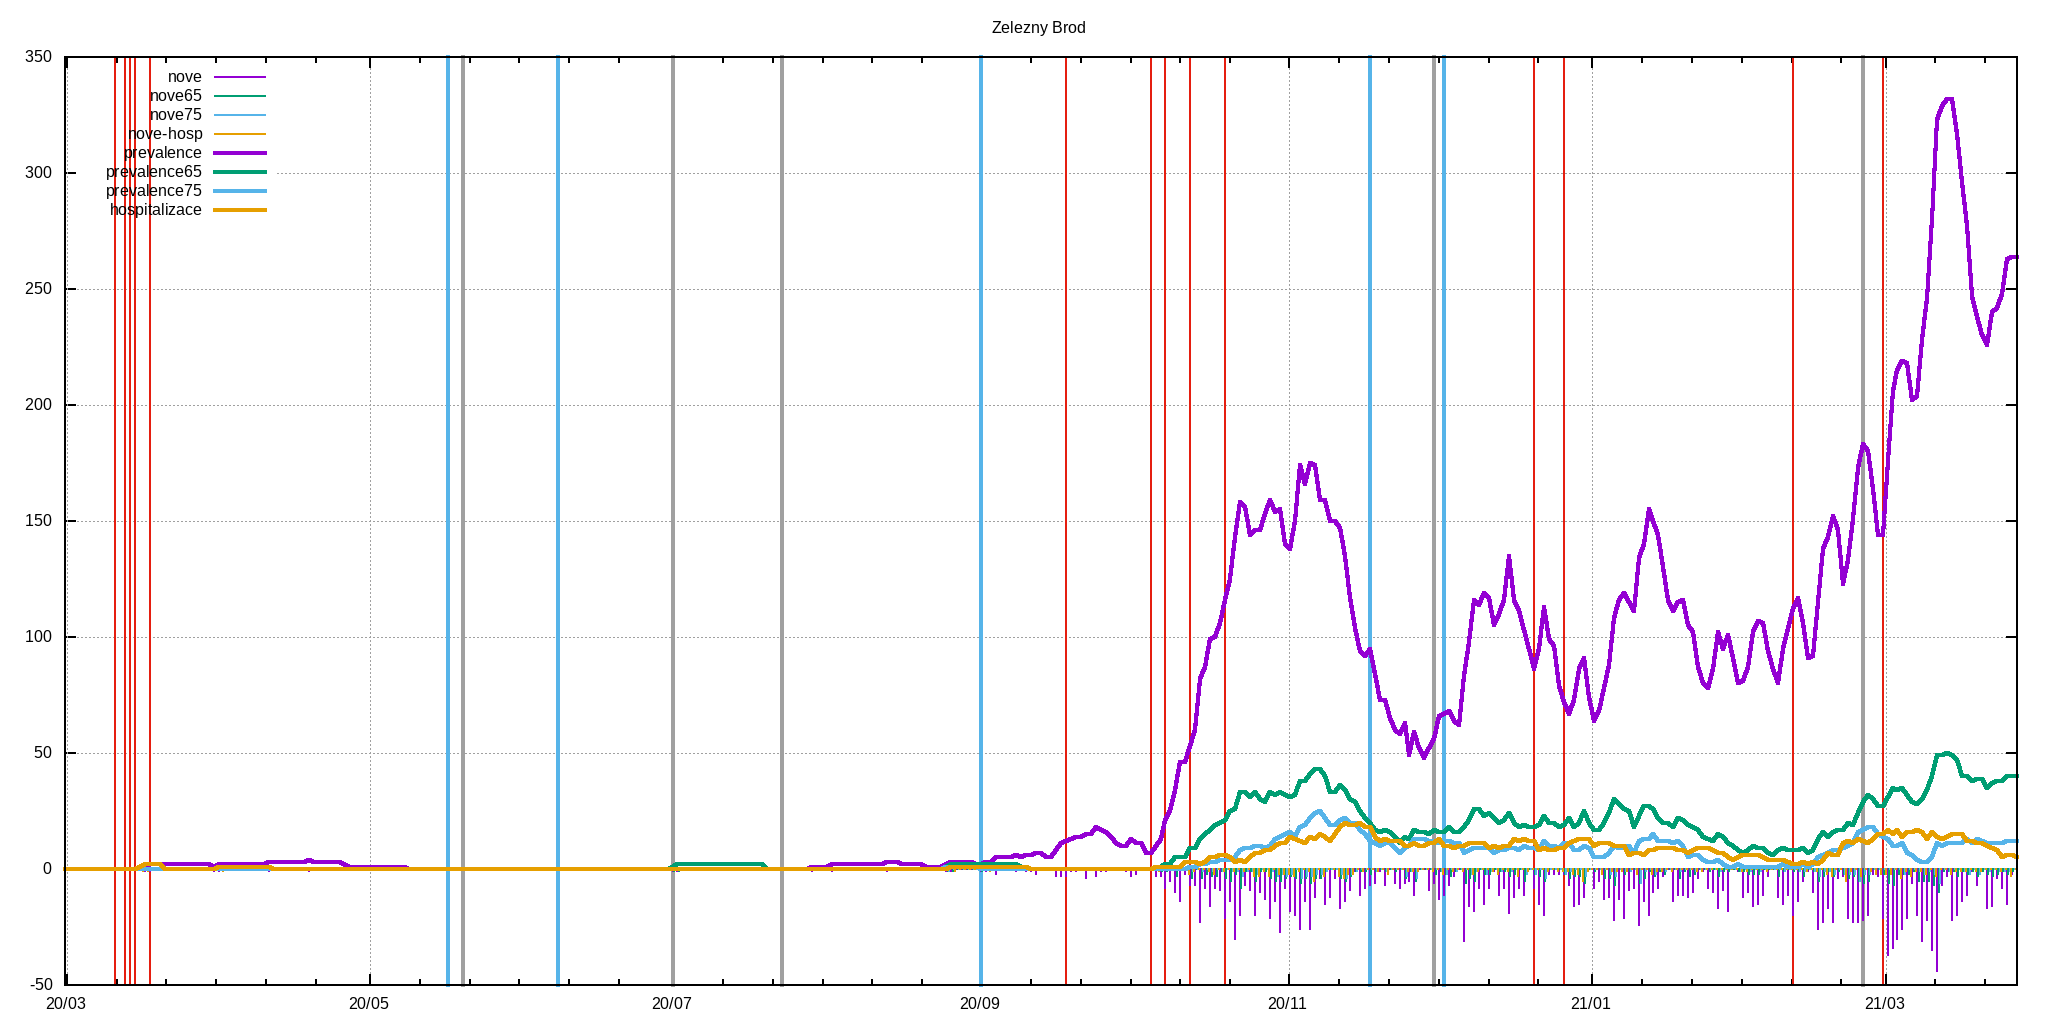 Zelezny Brod
350
300
250
200
150
100
50
0
-50
nove
nove65
nove75
nove-hosp
prevalence
prevalence65
prevalence75
hospitalizace
20/03 20/05 20/07 20/09 20/11 21/01 21/03